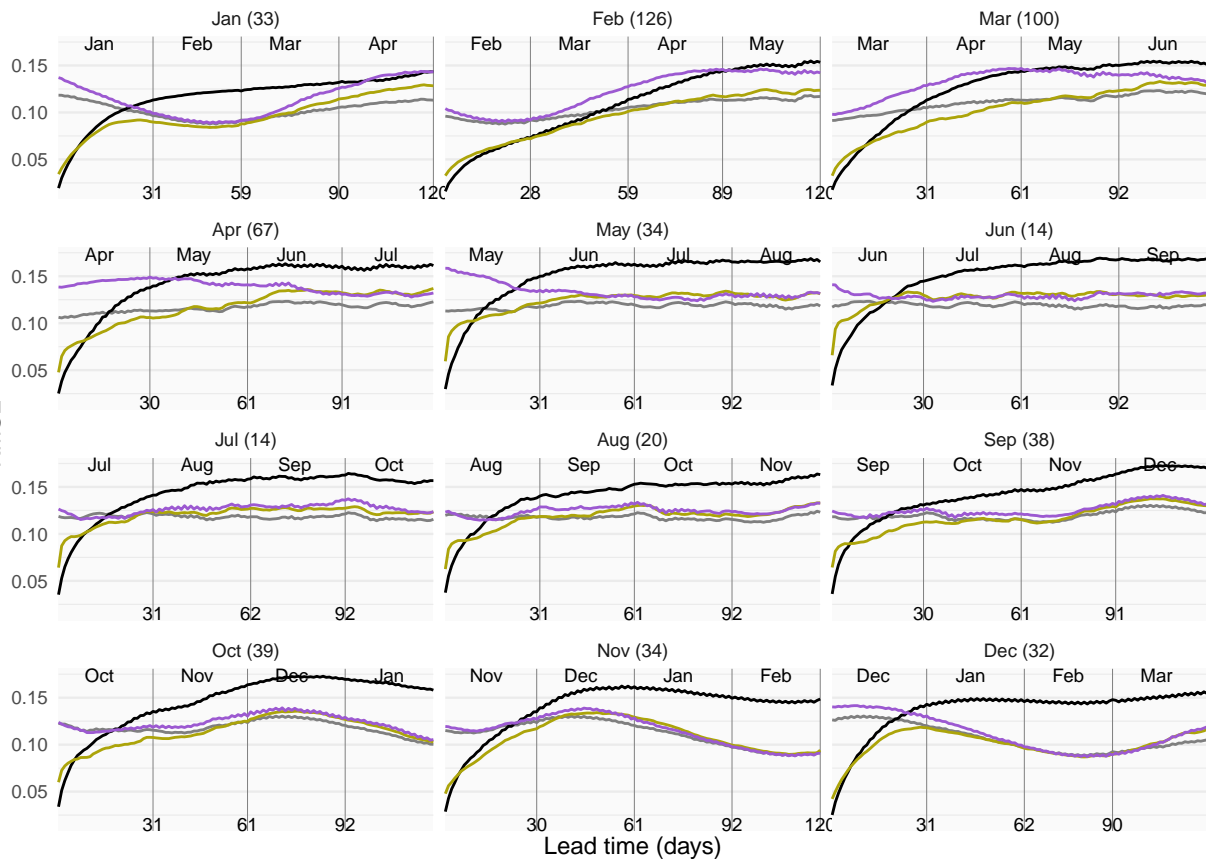 Jan (33) Feb (126) Mar (100)
Jan Feb Mar Apr Feb Mar Apr May Mar Apr May Jun
0.15
0.10
0.05
31 59 90 120 28 59 89 120 31 61 92
Apr (67) May (34) Jun (14)
Apr May Jun Jul May Jun Jul Aug Jun Jul Aug Sep
0.15
0.10
0.05
30 61 91 31 61 92 30 61 92
Jul (14) Aug (20) Sep (38)
Jul Aug Sep Oct Aug Sep Oct Nov Sep Oct Nov Dec
0.15
0.10
0.05
31 62 92 31 61 92 30 61 91
Oct (39) Nov (34) Dec (32)
Oct Nov Dec Jan Nov Dec Jan Feb Dec Jan Feb Mar
0.15
0.10
0.05
31 61 92 30 61 92 120 31 62 90
Lead time (days)